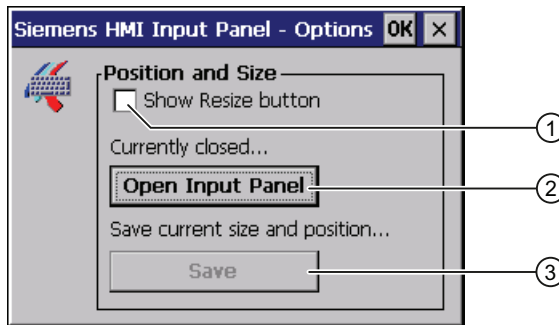 Siemens HMI Input Panel - Options OK ×
Position and Size
Show Resize button
1
Currently closed...
Open Input Panel
2
Save current size and position...
Save
3